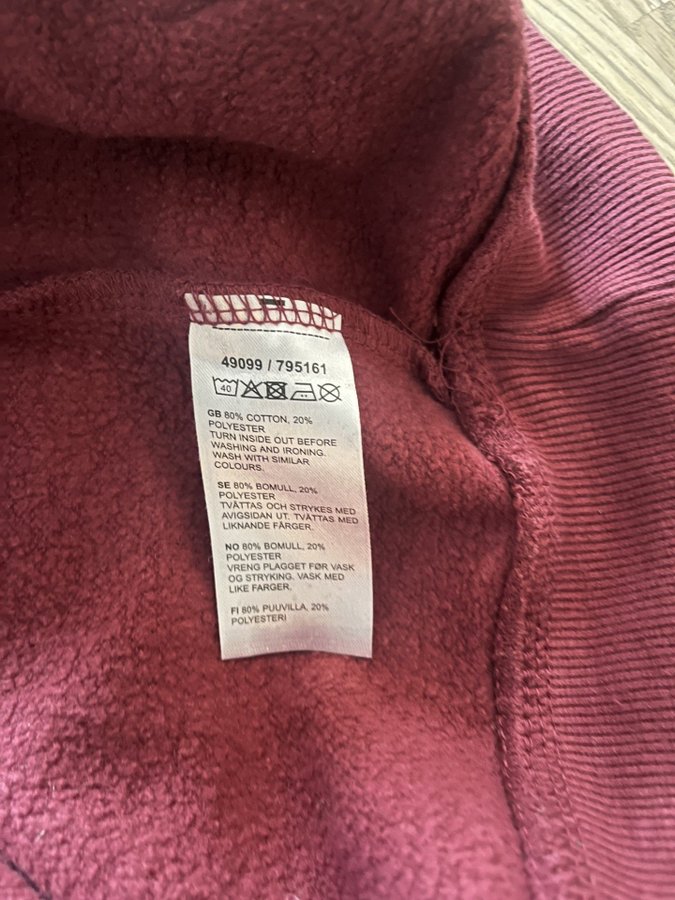 49099 / 795161
40
GB 80% COTTON, 20%
POLYESTER
TURN INSIDE OUT BEFORE
WASHING AND IRONING.
WASH WITH SIMILAR
COLOURS.
SE 80% BOMULL, 20%
POLYESTER
TVÄTTAS OCH STRYKES MED
AVIGSIDAN UT. TVÄTTAS MED
LIKNANDE FÄRGER.
NO 80% BOMULL, 20%
POLYESTER
VRENG PLAGGET FØR VASK
OG STRYKING. VASK MED
LIKE FARGER.
FI 80% PUUVILLA, 20%
POLYESTERI